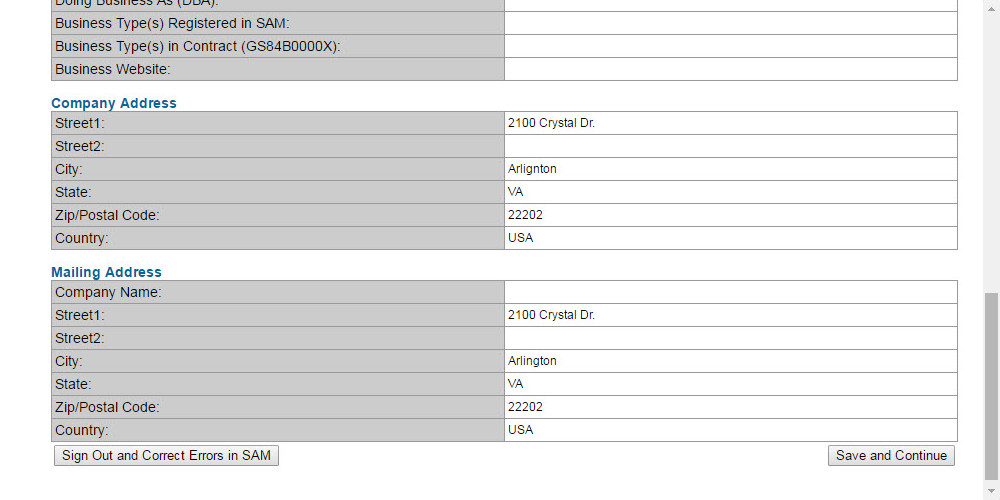 Doing Business As (DBA):
Business Type(s) Registered in SAM:
Business Type(s) in Contract (GS84B0000X):
Business Website:
Company Address
Street1: 2100 Crystal Dr.
Street2:
City: Arlignton
State: VA
Zip/Postal Code: 22202
Country: USA
Mailing Address
Company Name:
Street1: 2100 Crystal Dr.
Street2:
City: Arlington
State: VA
Zip/Postal Code: 22202
Country: USA
Sign Out and Correct Errors in SAM Save and Continue